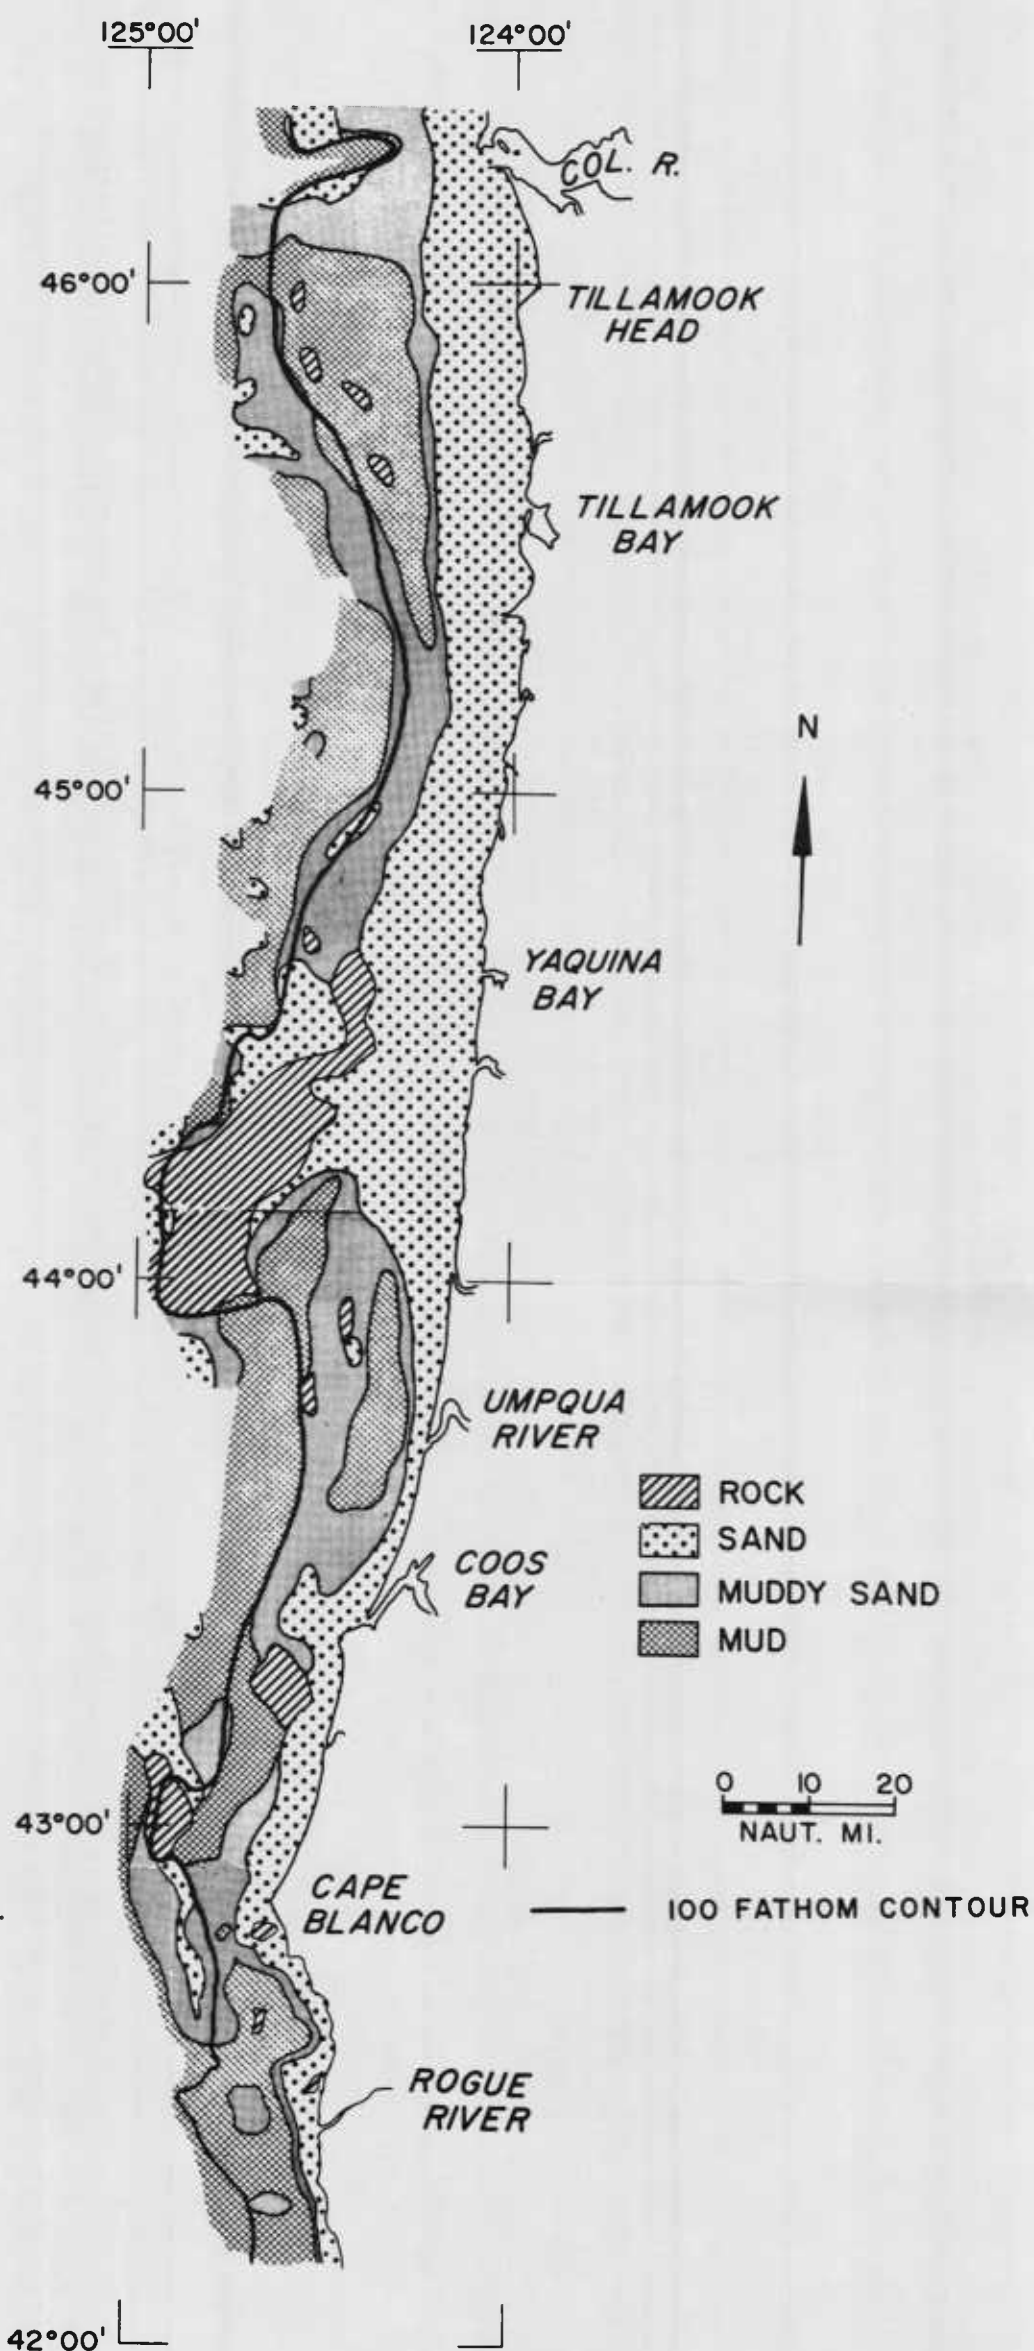 125°00' 124°00'
COL. R.
46°00'
TILLAMOOK
HEAD
TILLAMOOK
BAY
N
45°00'
YAQUINA
BAY
44°00'
UMPQUA
RIVER
ROCK
SAND
MUDDY SAND
MUD
COOS
BAY
0 10 20
NAUT. MI.
43°00'
CAPE
BLANCO
100 FATHOM CONTOUR
ROGUE
RIVER
42°00'